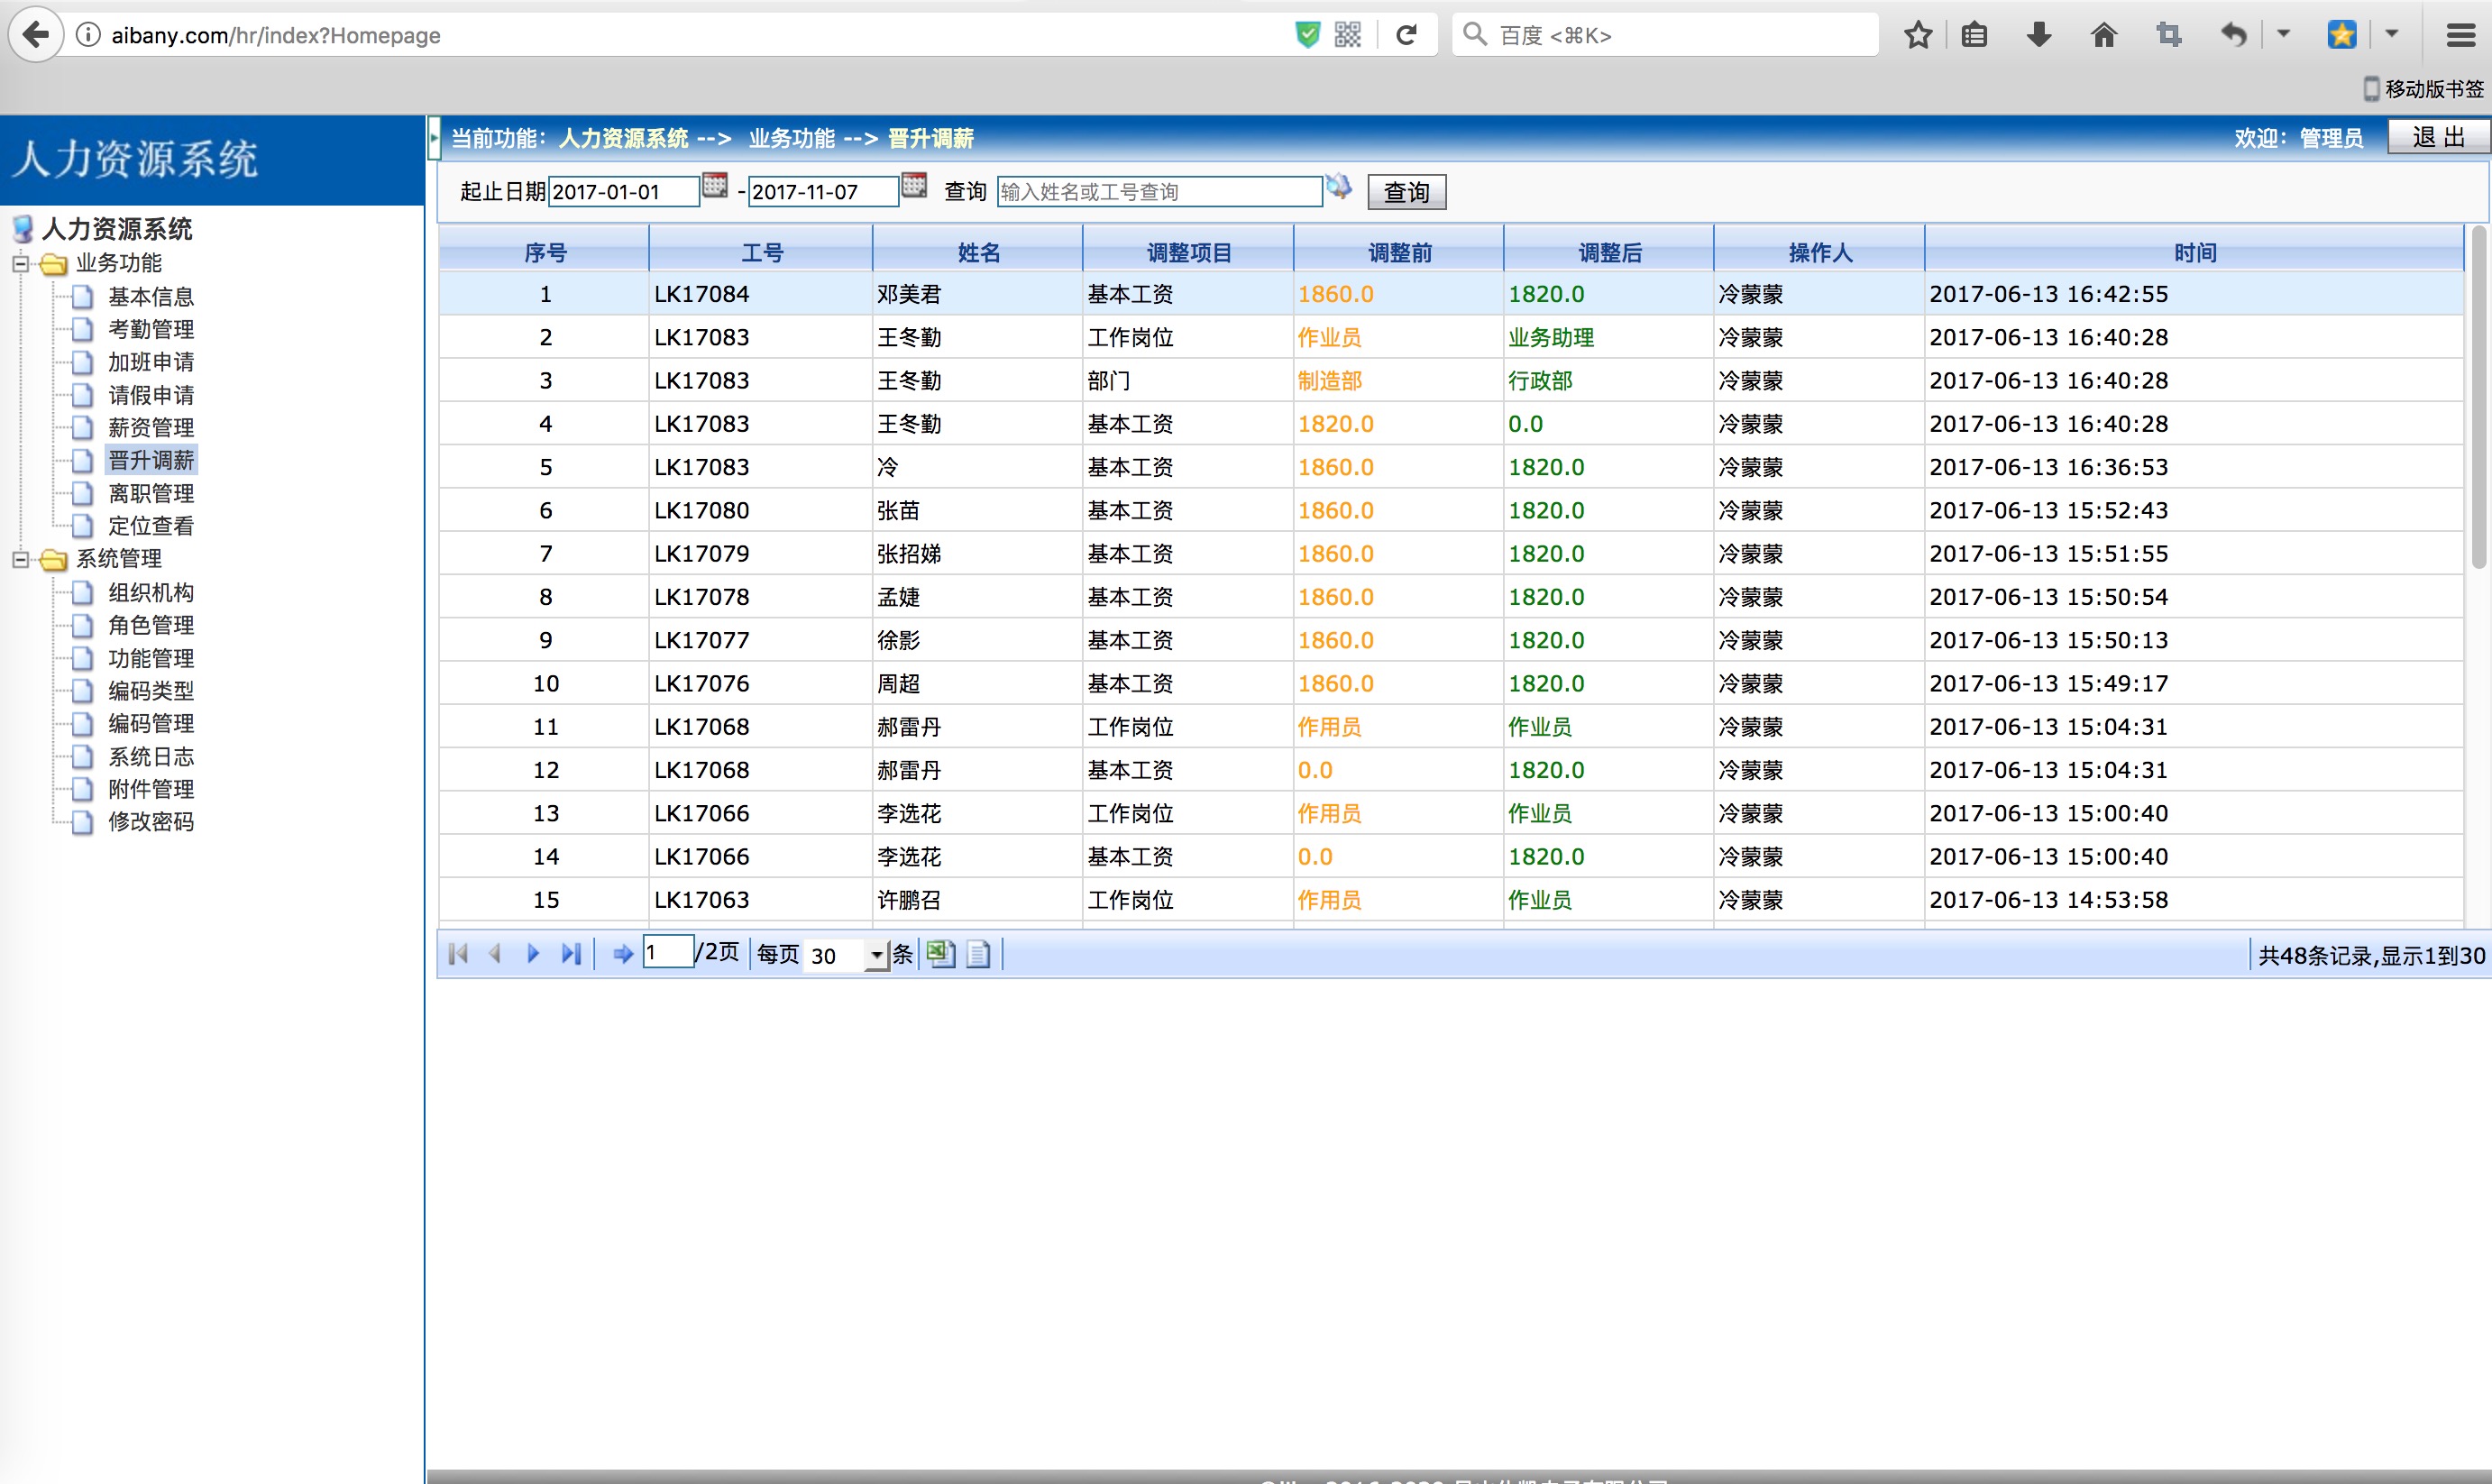 aibany.com/hr/index?Homepage
百度 <⌘K>
移动版书签
人力资源系统
当前功能：人力资源系统 --> 业务功能 --> 晋升调薪
欢迎：管理员 退 出
起止日期 2017-01-01 - 2017-11-07 查询 输入姓名或工号查询 查询
人力资源系统
业务功能
基本信息
考勤管理
加班申请
请假申请
薪资管理
晋升调薪
离职管理
定位查看
系统管理
组织机构
角色管理
功能管理
编码类型
编码管理
系统日志
附件管理
修改密码
序号 工号 姓名 调整项目 调整前 调整后 操作人 时间
1 LK17084 邓美君 基本工资 1860.0 1820.0 冷蒙蒙 2017-06-13 16:42:55
2 LK17083 王冬勤 工作岗位 作业员 业务助理 冷蒙蒙 2017-06-13 16:40:28
3 LK17083 王冬勤 部门 制造部 行政部 冷蒙蒙 2017-06-13 16:40:28
4 LK17083 王冬勤 基本工资 1820.0 0.0 冷蒙蒙 2017-06-13 16:40:28
5 LK17083 冷 基本工资 1860.0 1820.0 冷蒙蒙 2017-06-13 16:36:53
6 LK17080 张苗 基本工资 1860.0 1820.0 冷蒙蒙 2017-06-13 15:52:43
7 LK17079 张招娣 基本工资 1860.0 1820.0 冷蒙蒙 2017-06-13 15:51:55
8 LK17078 孟婕 基本工资 1860.0 1820.0 冷蒙蒙 2017-06-13 15:50:54
9 LK17077 徐影 基本工资 1860.0 1820.0 冷蒙蒙 2017-06-13 15:50:13
10 LK17076 周超 基本工资 1860.0 1820.0 冷蒙蒙 2017-06-13 15:49:17
11 LK17068 郝雷丹 工作岗位 作用员 作业员 冷蒙蒙 2017-06-13 15:04:31
12 LK17068 郝雷丹 基本工资 0.0 1820.0 冷蒙蒙 2017-06-13 15:04:31
13 LK17066 李选花 工作岗位 作用员 作业员 冷蒙蒙 2017-06-13 15:00:40
14 LK17066 李选花 基本工资 0.0 1820.0 冷蒙蒙 2017-06-13 15:00:40
15 LK17063 许鹏召 工作岗位 作用员 作业员 冷蒙蒙 2017-06-13 14:53:58
1 /2页 每页 30 条
共48条记录,显示1到30